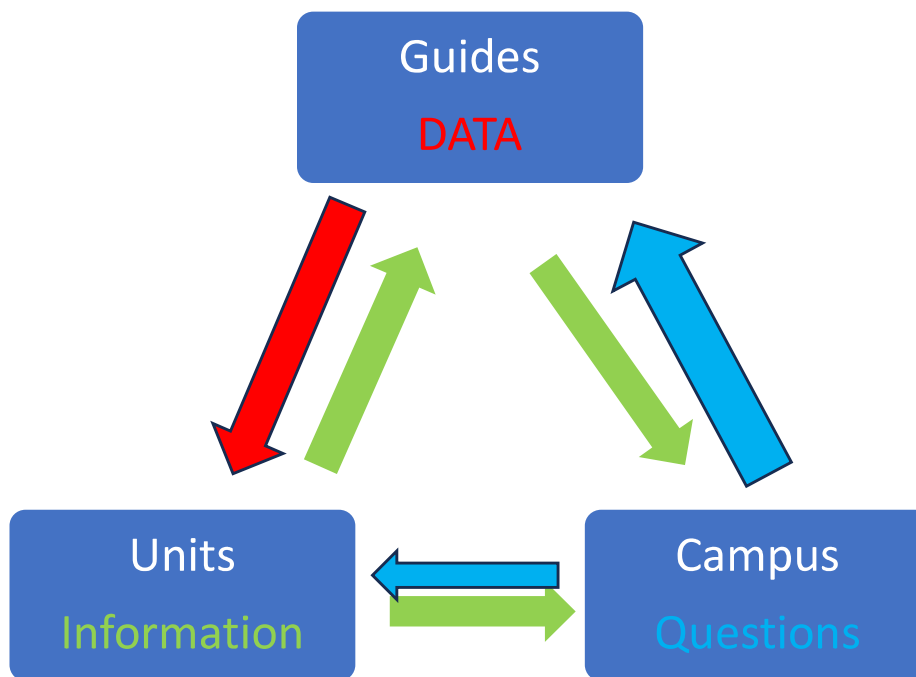 Guides
DATA
Units
Information
Campus
Questions